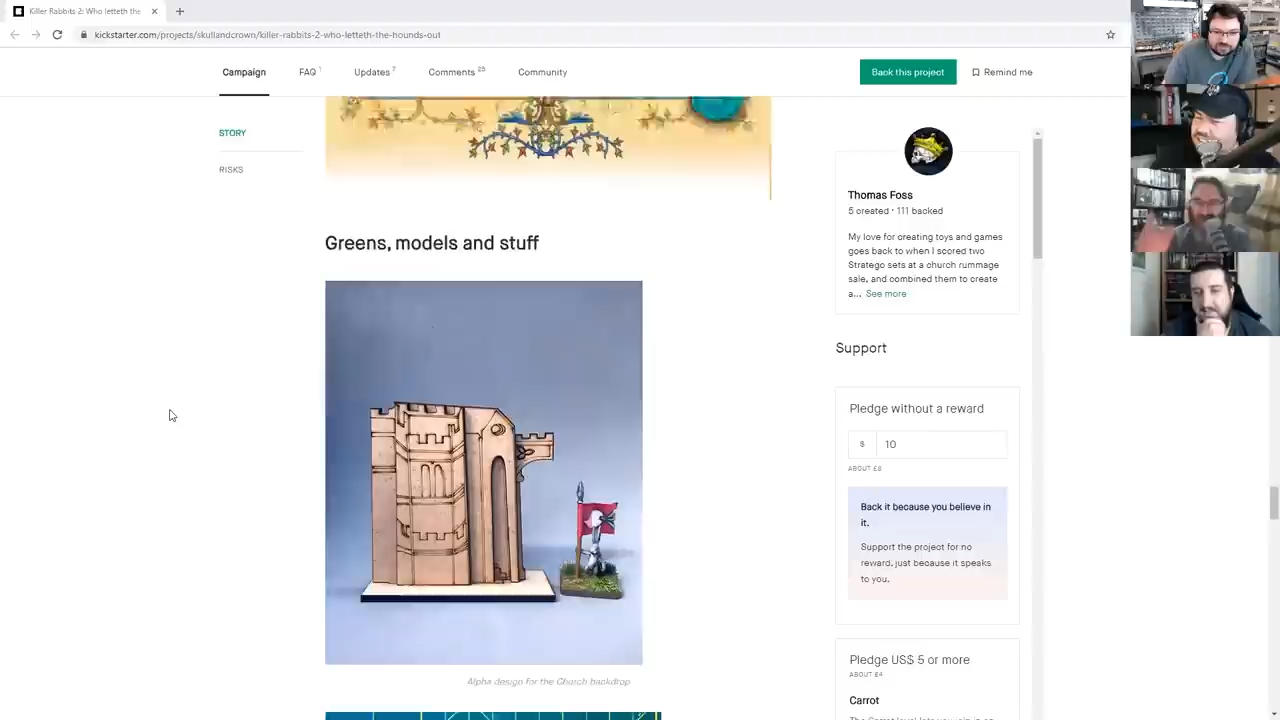 Killer Rabbits 2: Who letteth the
kickstarter.com/projects/skullandcrown/killer-rabbits-2-who-letteth-the-hounds-out
Campaign
FAQ 1
Updates 7
Comments 25
Community
Back this project
Remind me
STORY
RISKS
Greens, models and stuff
Alpha design for the Church backdrop
Thomas Foss
5 created · 111 backed
My love for creating toys and games
goes back to when I scored two
Stratego sets at a church rummage
sale, and combined them to create
a... See more
Support
Pledge without a reward
$ 10
ABOUT £8
Back it because you believe in
it.
Support the project for no
reward, just because it speaks
to you.
Pledge US$ 5 or more
ABOUT £4
Carrot